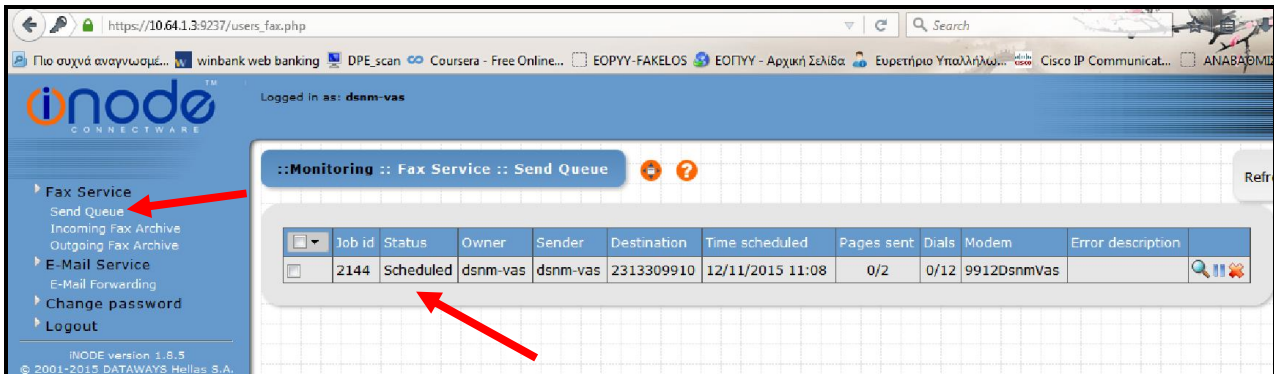 https://10.64.1.3:9237/users_fax.php
Search
Πιο συχνά αναγνωσμέ... winbank web banking DPE_scan Coursera - Free Online... EOPYY-FAKELOS ΕΟΠΥΥ - Αρχική Σελίδα Ευρετήριο Υπαλλήλω... Cisco IP Communicat... ΑΝΑΒΑΘΜΙΣ
inode TM
CONNECTWARE
Logged in as: dsnm-vas
::Monitoring :: Fax Service :: Send Queue
Refre
Fax Service
Send Queue
Incoming Fax Archive
Outgoing Fax Archive
E-Mail Service
E-Mail Forwarding
Change password
Logout
iNODE version 1.8.5
© 2001-2015 DATAWAYS Hellas S.A.
Job id Status Owner Sender Destination Time scheduled Pages sent Dials Modem Error description
2144 Scheduled dsnm-vas dsnm-vas 2313309910 12/11/2015 11:08 0/2 0/12 9912DsnmVas